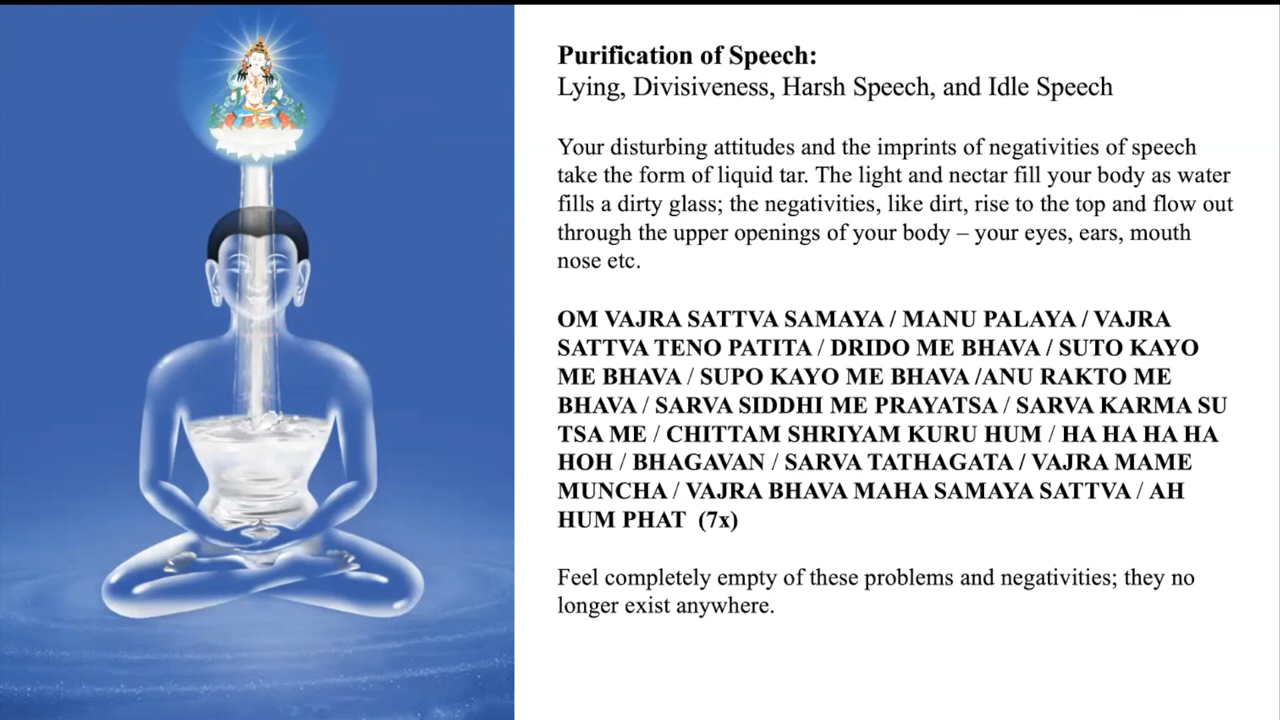 Purification of Speech:
Lying, Divisiveness, Harsh Speech, and Idle Speech
Your disturbing attitudes and the imprints of negativities of speech
take the form of liquid tar. The light and nectar fill your body as water
fills a dirty glass; the negativities, like dirt, rise to the top and flow out
through the upper openings of your body – your eyes, ears, mouth
nose etc.
OM VAJRA SATTVA SAMAYA / MANU PALAYA / VAJRA
SATTVA TENO PATITA / DRIDO ME BHAVA / SUTO KAYO
ME BHAVA / SUPO KAYO ME BHAVA /ANU RAKTO ME
BHAVA / SARVA SIDDHI ME PRAYATSA / SARVA KARMA SU
TSA ME / CHITTAM SHRIYAM KURU HUM / HA HA HA HA
HOH / BHAGAVAN / SARVA TATHAGATA / VAJRA MAME
MUNCHA / VAJRA BHAVA MAHA SAMAYA SATTVA / AH
HUM PHAT (7x)
Feel completely empty of these problems and negativities; they no
longer exist anywhere.